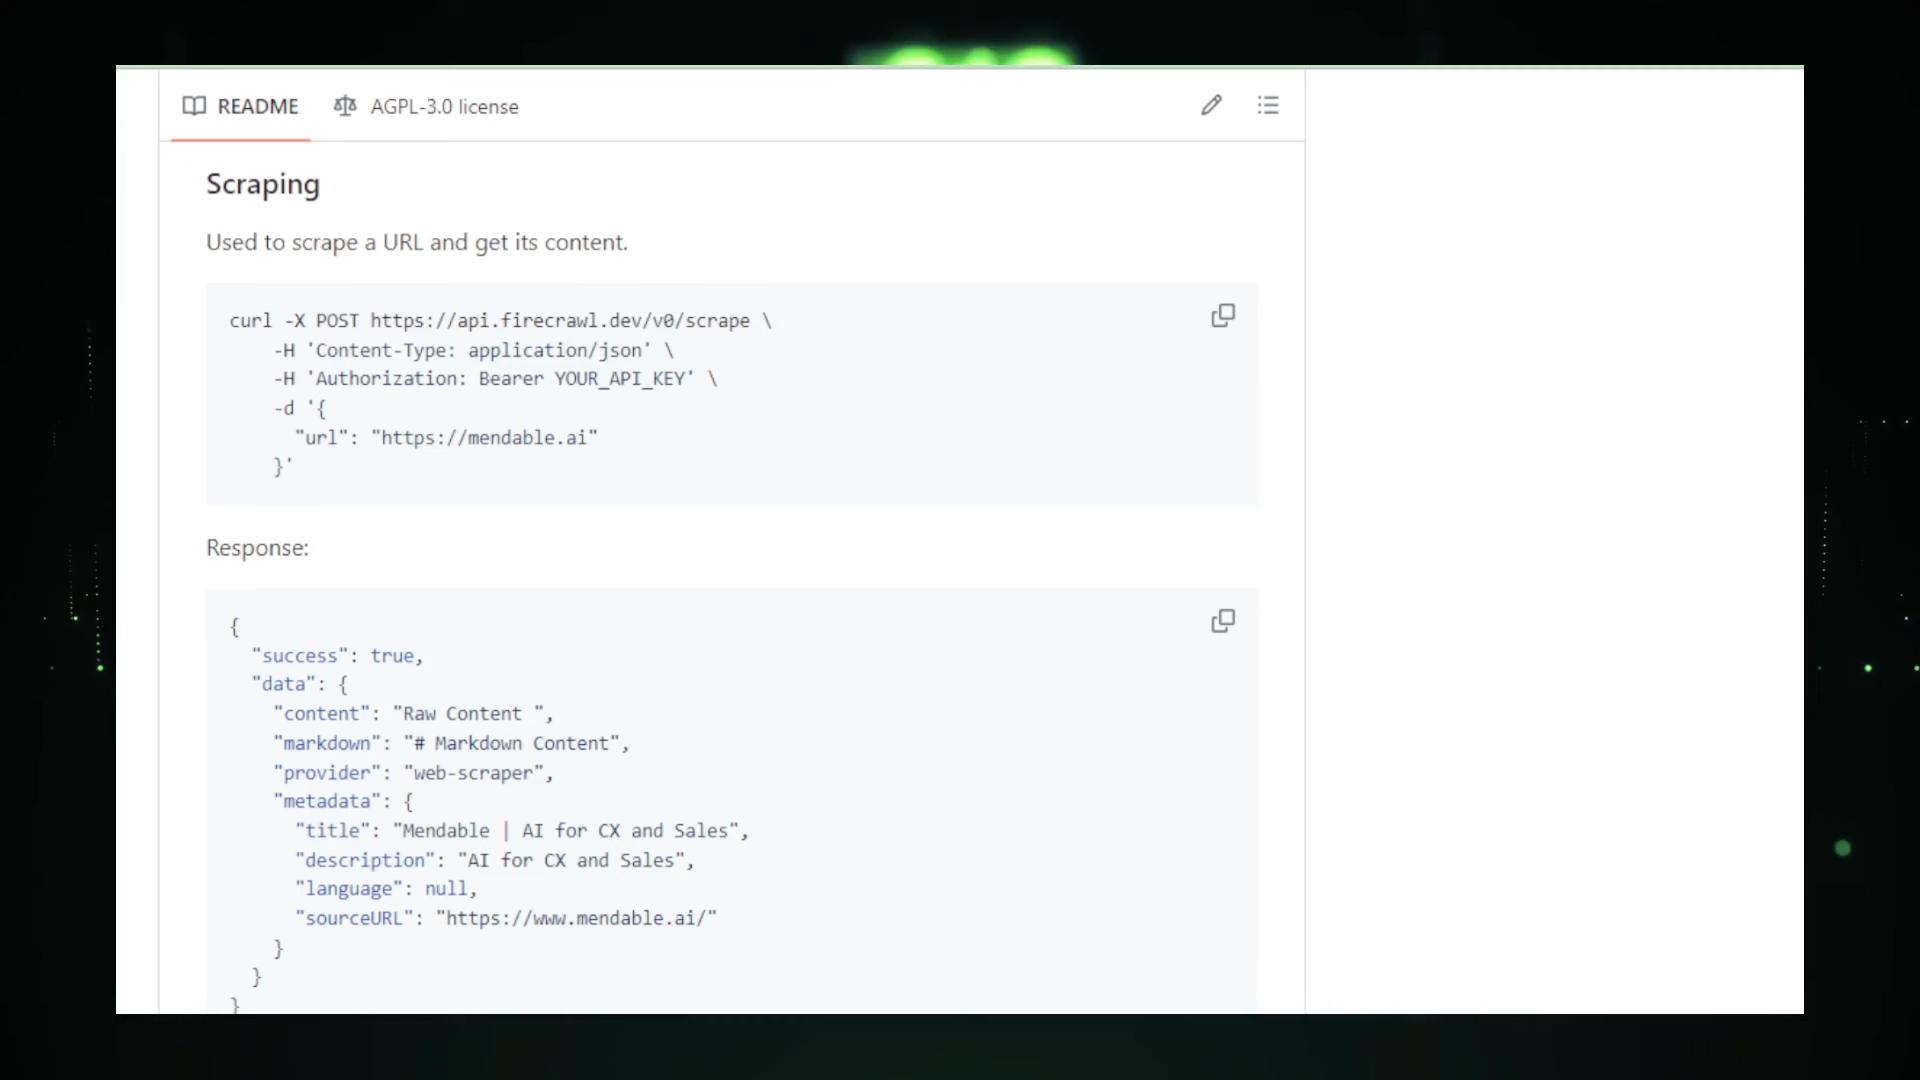 README AGPL-3.0 license
Scraping
Used to scrape a URL and get its content.
curl -X POST https://api.firecrawl.dev/v0/scrape \
    -H 'Content-Type: application/json' \
    -H 'Authorization: Bearer YOUR_API_KEY' \
    -d '{
      "url": "https://mendable.ai"
    }'
Response:
{
  "success": true,
  "data": {
    "content": "Raw Content ",
    "markdown": "# Markdown Content",
    "provider": "web-scraper",
    "metadata": {
      "title": "Mendable | AI for CX and Sales",
      "description": "AI for CX and Sales",
      "language": null,
      "sourceURL": "https://www.mendable.ai/"
    }
  }
}